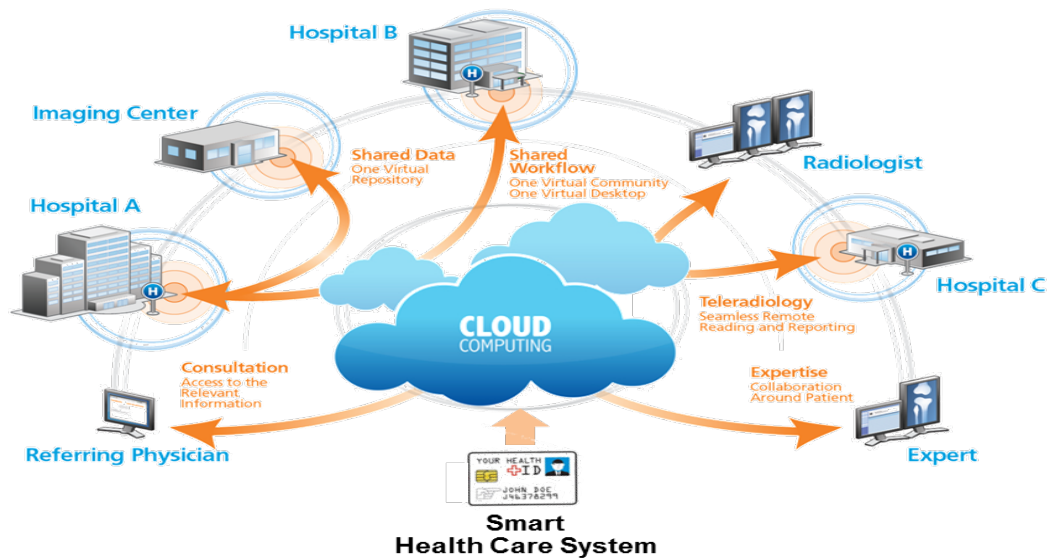 Hospital B
Imaging Center
Shared Data
One Virtual
Repository
Shared
Workflow
One Virtual Community
One Virtual Desktop
Radiologist
Hospital A
H
H
H
Hospital C
Teleradiology
Seamless Remote
Reading and Reporting
CLOUD
COMPUTING
Consultation
Access to the
Relevant
Information
Expertise
Collaboration
Around Patient
Referring Physician
Expert
YOUR HEALTH
ID
JOHN DOE
J46378299
Smart
Health Care System